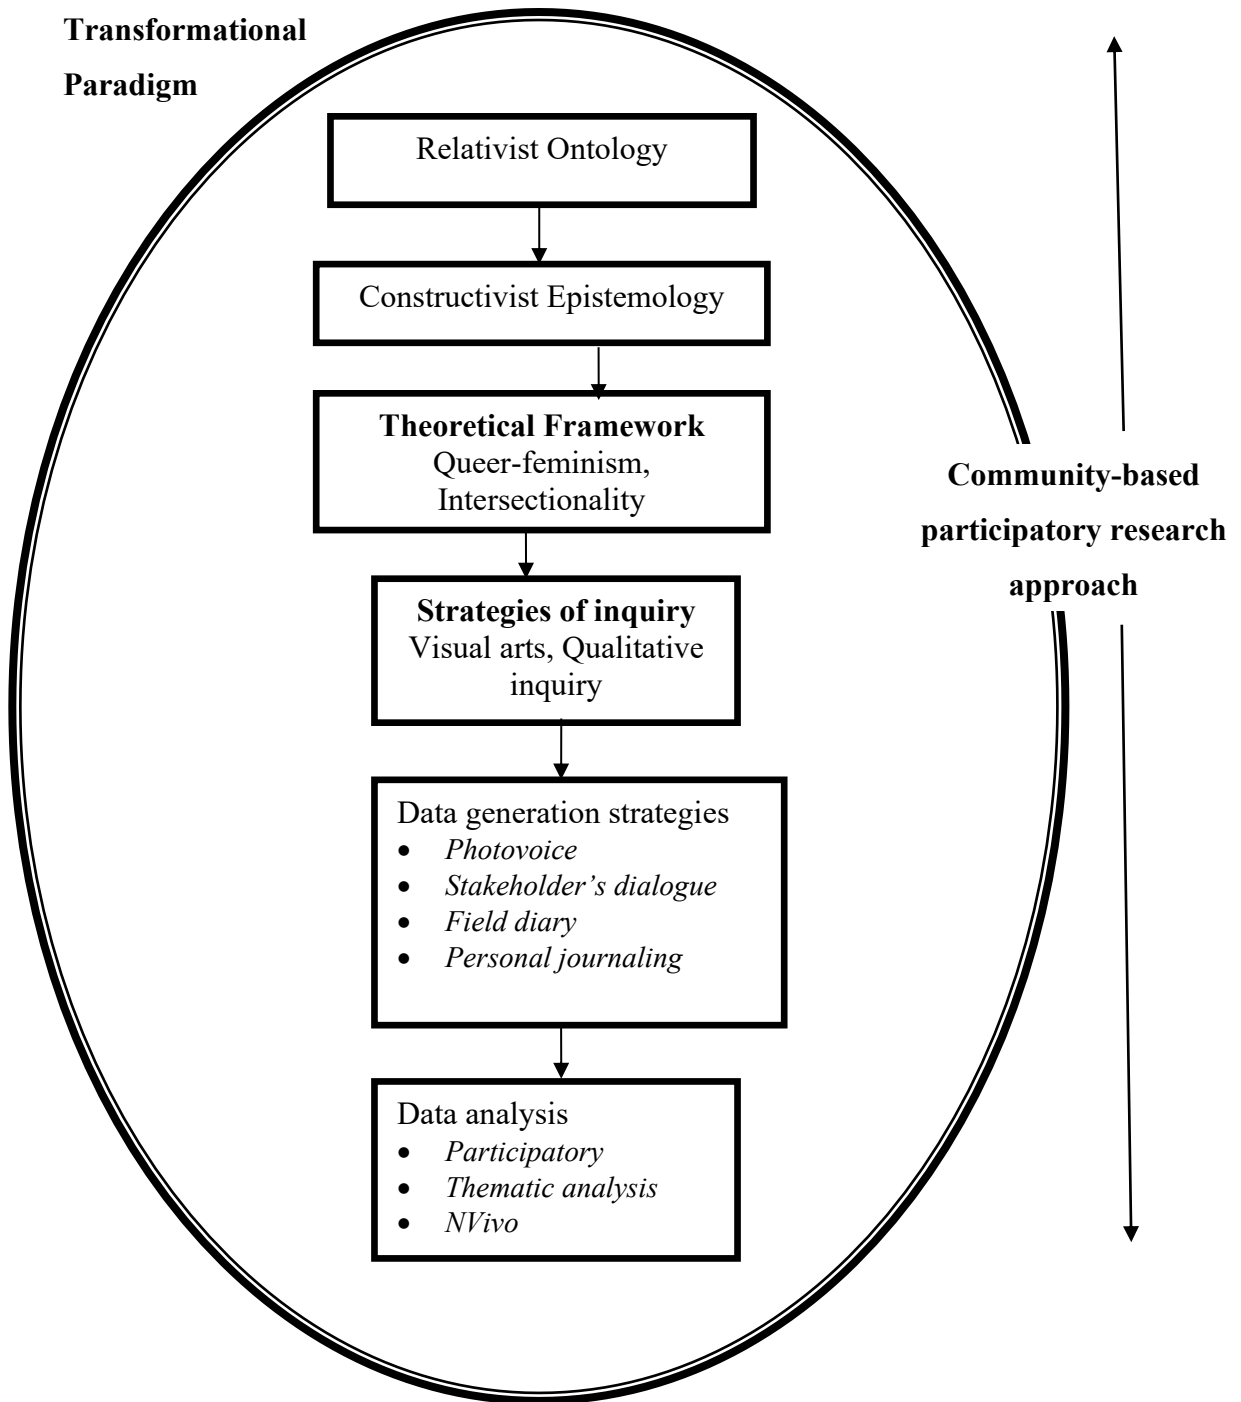 Transformational
Paradigm
Relativist Ontology
Constructivist Epistemology
Theoretical Framework
Queer-feminism,
Intersectionality
Community-based
participatory research
approach
Strategies of inquiry
Visual arts, Qualitative
inquiry
Data generation strategies
• Photovoice
• Stakeholder’s dialogue
• Field diary
• Personal journaling
Data analysis
• Participatory
• Thematic analysis
• NVivo